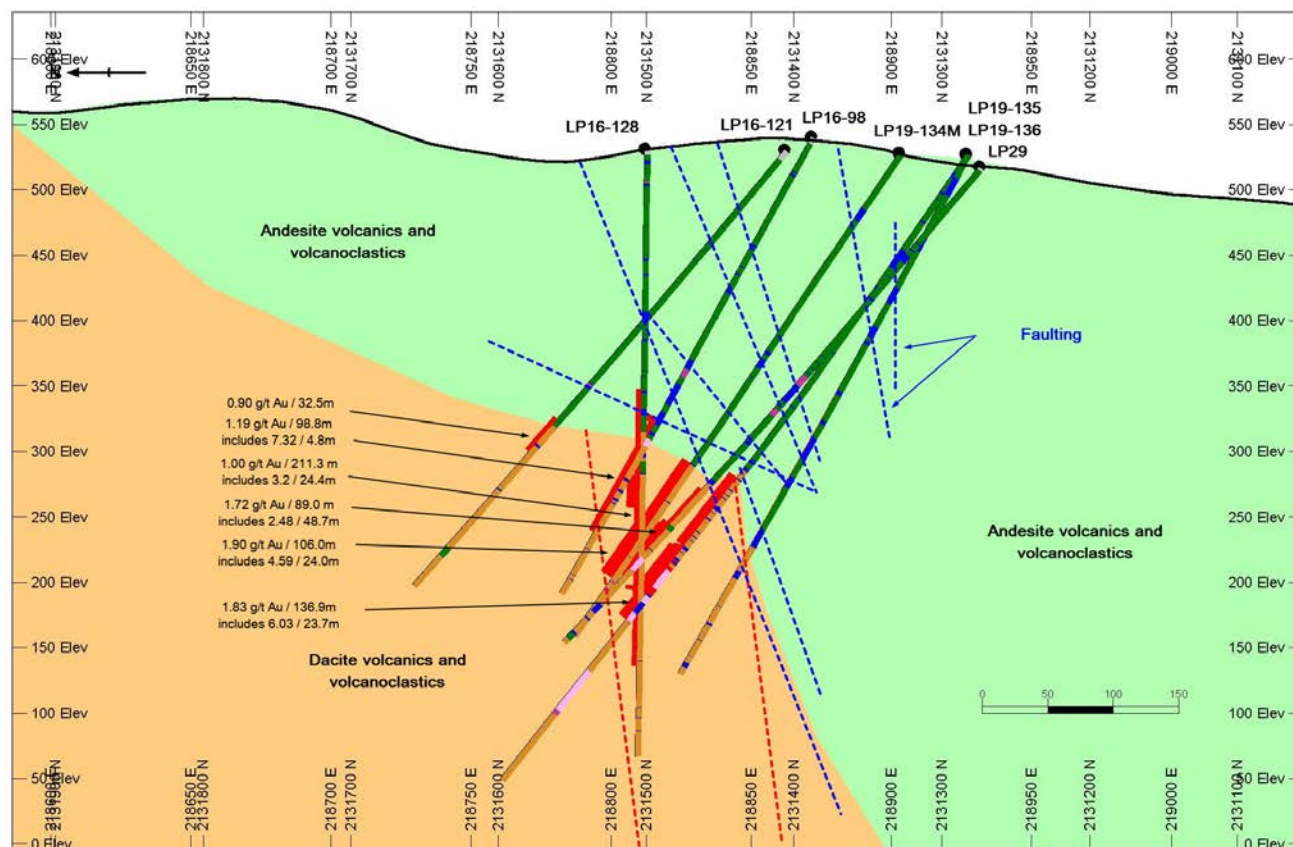 218650 E
2131800 N
218700 E
2131700 N
218750 E
2131600 N
218800 E
2131500 N
218850 E
2131400 N
218900 E
2131300 N
218950 E
2131200 N
219000 E
2131100 N
550 Elev
500 Elev
450 Elev
400 Elev
350 Elev
300 Elev
250 Elev
200 Elev
150 Elev
100 Elev
50 Elev
0 Elev
600 Elev
550 Elev
500 Elev
450 Elev
400 Elev
350 Elev
300 Elev
250 Elev
200 Elev
150 Elev
100 Elev
50 Elev
0 Elev
LP16-128
LP16-121
LP16-98
LP19-134M
LP19-135
LP19-136
LP29
Andesite volcanics and
volcanoclastics
Faulting
0.90 g/t Au / 32.5m
1.19 g/t Au / 98.8m
includes 7.32 / 4.8m
1.00 g/t Au / 211.3 m
includes 3.2 / 24.4m
1.72 g/t Au / 89.0 m
includes 2.48 / 48.7m
1.90 g/t Au / 106.0m
includes 4.59 / 24.0m
1.83 g/t Au / 136.9m
includes 6.03 / 23.7m
Andesite volcanics and
volcanoclastics
Dacite volcanics and
volcanoclastics
0
50
100
150
218650 E
2131800 N
218700 E
2131700 N
218750 E
2131600 N
218800 E
2131500 N
218850 E
2131400 N
218900 E
2131300 N
218950 E
2131200 N
219000 E
2131100 N